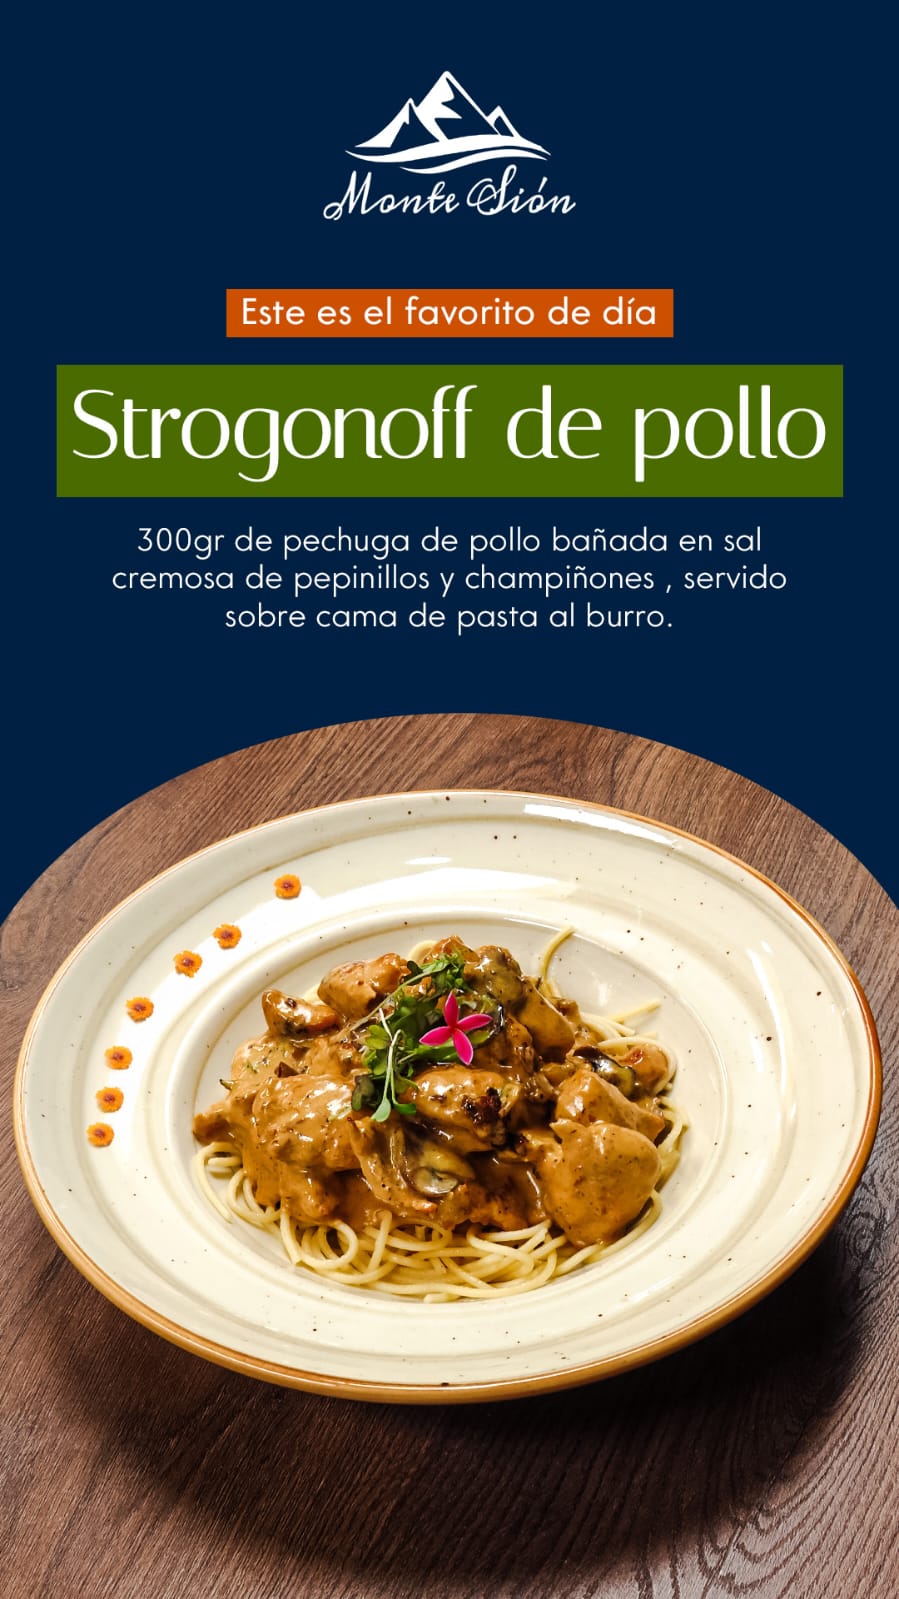 Monte Sión
Este es el favorito de día
Strogonoff de pollo
300gr de pechuga de pollo bañada en sal
cremosa de pepinillos y champiñones , servido
sobre cama de pasta al burro.